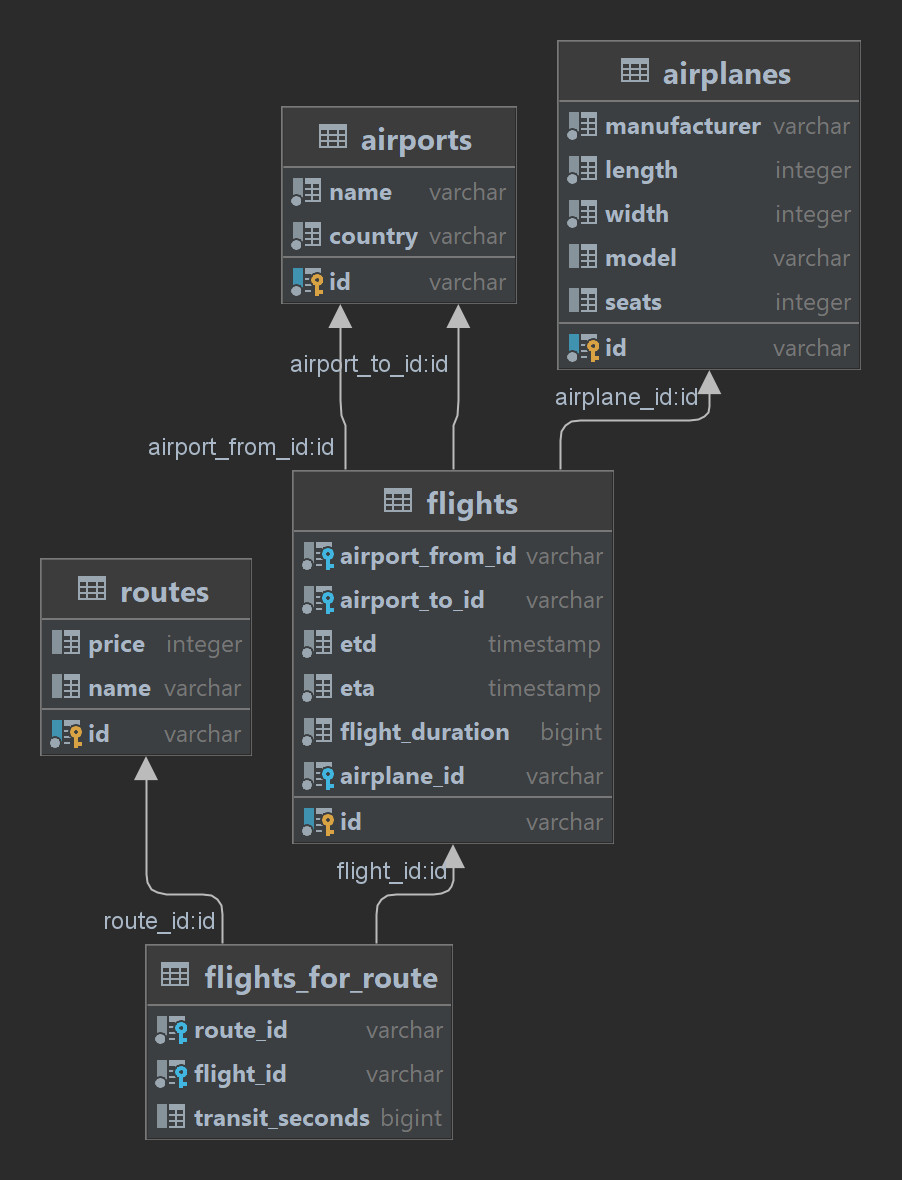 airplanes
manufacturer varchar
length integer
width integer
model varchar
seats integer
id varchar
airports
name varchar
country varchar
id varchar
airport_to_id:id
airplane_id:id
airport_from_id:id
flights
airport_from_id varchar
airport_to_id varchar
etd timestamp
eta timestamp
flight_duration bigint
airplane_id varchar
id varchar
routes
price integer
name varchar
id varchar
flight_id:id
route_id:id
flights_for_route
route_id varchar
flight_id varchar
transit_seconds bigint